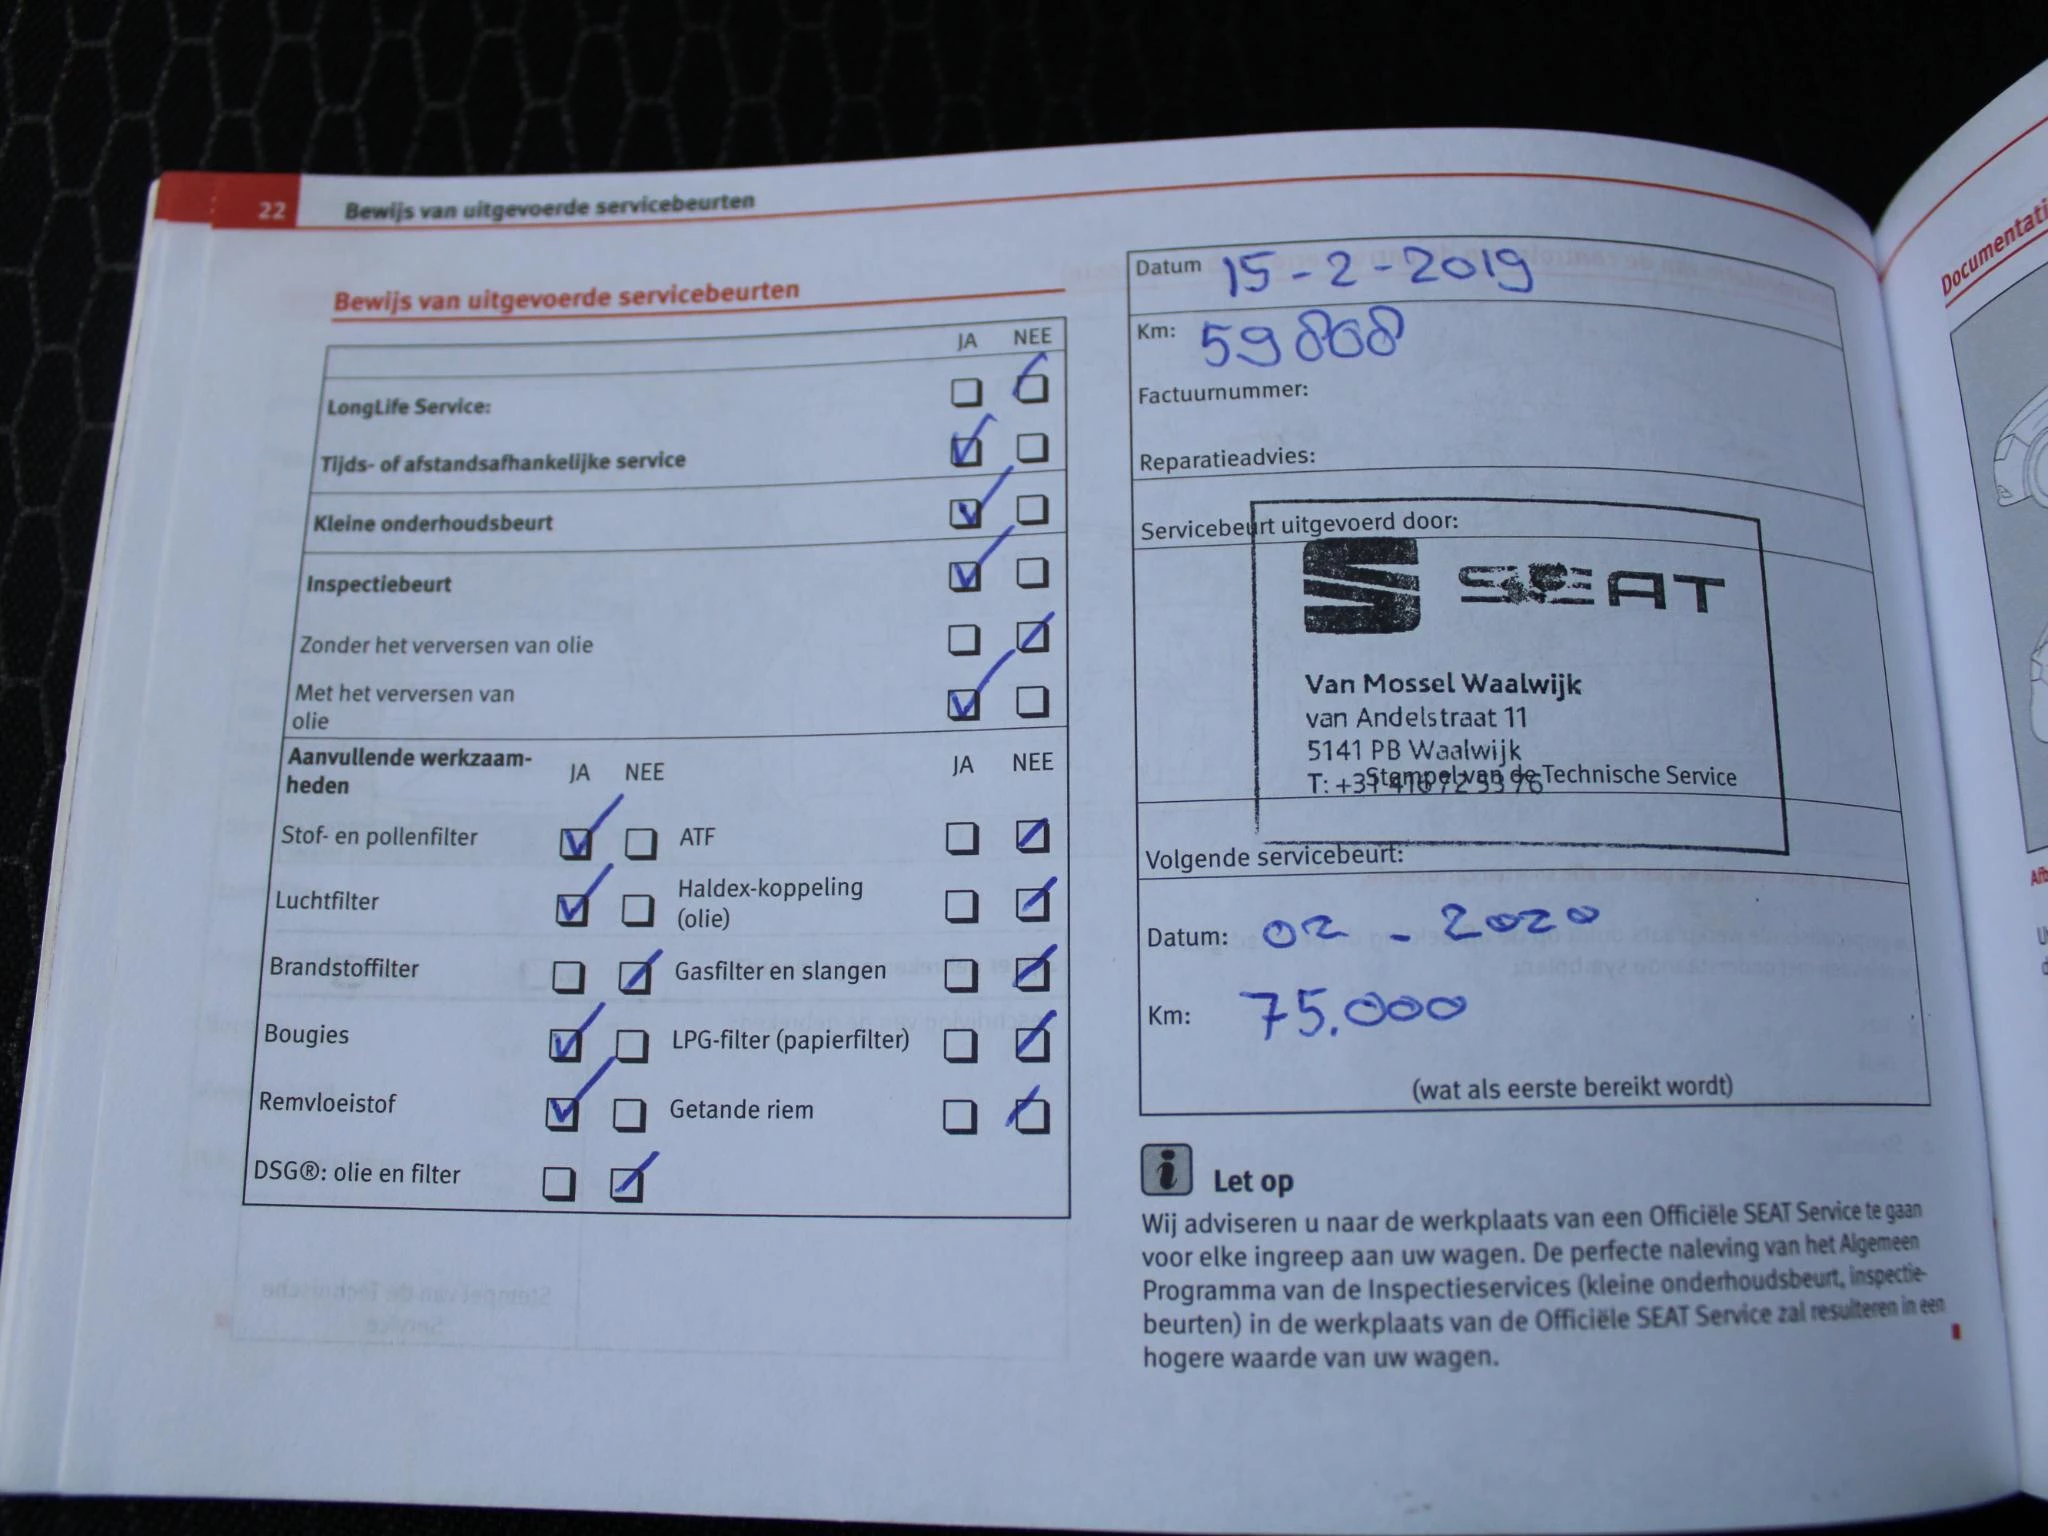 22 Bewijs van uitgevoerde servicebeurten
Bewijs van uitgevoerde servicebeurten
JA NEE
LongLife Service:
Tijds- of afstandsafhankelijke service
Kleine onderhoudsbeurt
Inspectiebeurt
Zonder het verversen van olie
Met het verversen van
olie
Aanvullende werkzaam-
heden
JA NEE JA NEE
Stof- en pollenfilter ATF
Luchtfilter Haldex-koppeling
(olie)
Brandstoffilter Gasfilter en slangen
Bougies LPG-filter (papierfilter)
Remvloeistof Getande riem
DSG®: olie en filter
Datum 15-2-2019
Km: 59808
Factuurnummer:
Reparatieadvies:
Servicebeurt uitgevoerd door:
SEAT
Van Mossel Waalwijk
van Andelstraat 11
5141 PB Waalwijk
Stempel van de Technische Service
T: +31 416
Volgende servicebeurt:
Datum: 02 - 2020
Km: 75.000
(wat als eerste bereikt wordt)
i Let op
Wij adviseren u naar de werkplaats van een Officiële SEAT Service te gaan
voor elke ingreep aan uw wagen. De perfecte naleving van het Algemeen
Programma van de Inspectieservices (kleine onderhoudsbeurt, inspectie-
beurten) in de werkplaats van de Officiële SEAT Service zal resulteren in een
hogere waarde van uw wagen.